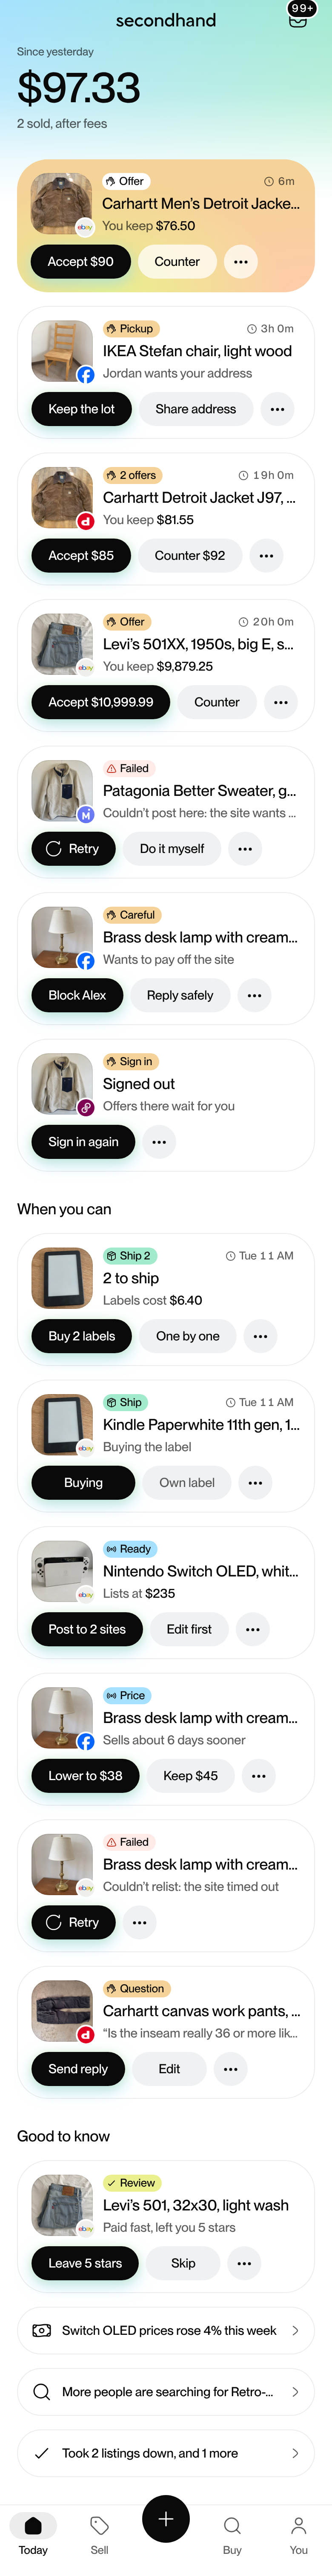 secondhand
99+
Since yesterday
$97.33
2 sold, after fees
Offer
6m
Carhartt Men's Detroit Jacke...
You keep $76.50
ebay
Accept $90
Counter
Pickup
3h 0m
IKEA Stefan chair, light wood
Jordan wants your address
Keep the lot
Share address
2 offers
19h 0m
Carhartt Detroit Jacket J97, ...
You keep $81.55
Accept $85
Counter $92
Offer
20h 0m
Levi's 501XX, 1950s, big E, s...
You keep $9,879.25
ebay
Accept $10,999.99
Counter
Failed
Patagonia Better Sweater, g...
Couldn't post here: the site wants ...
Retry
Do it myself
Careful
Brass desk lamp with cream...
Wants to pay off the site
Block Alex
Reply safely
Sign in
Signed out
Offers there wait for you
Sign in again
When you can
Ship 2
Tue 11 AM
2 to ship
Labels cost $6.40
Buy 2 labels
One by one
Ship
Tue 11 AM
Kindle Paperwhite 11th gen, 1...
Buying the label
ebay
Buying
Own label
Ready
Nintendo Switch OLED, whit...
Lists at $235
ebay
Post to 2 sites
Edit first
Price
Brass desk lamp with cream...
Sells about 6 days sooner
Lower to $38
Keep $45
Failed
Brass desk lamp with cream...
Couldn't relist: the site timed out
ebay
Retry
Question
Carhartt canvas work pants, ...
“Is the inseam really 36 or more lik...
Send reply
Edit
Good to know
Review
Levi's 501, 32x30, light wash
Paid fast, left you 5 stars
ebay
Leave 5 stars
Skip
Switch OLED prices rose 4% this week
More people are searching for Retro-...
Took 2 listings down, and 1 more
Today
Sell
Buy
You